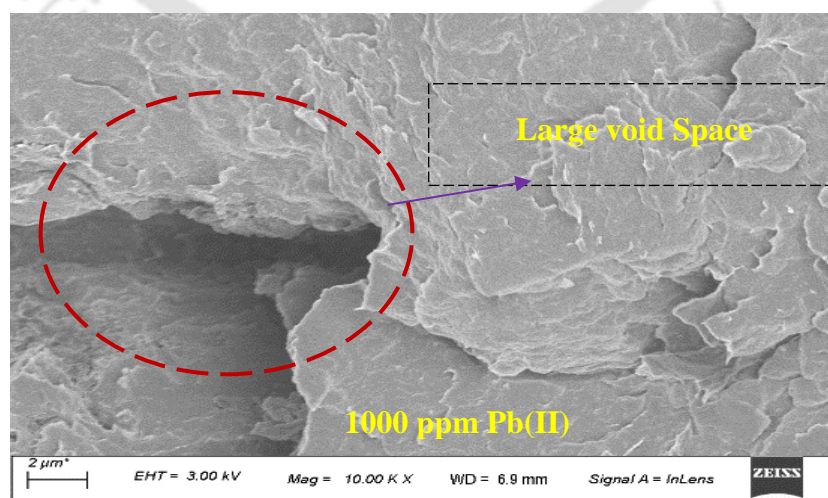 Large void Space
1000 ppm Pb(II)
2 µm*
EHT = 3.00 kV Mag = 10.00 K X WD = 6.9 mm Signal A = InLens ZEISS